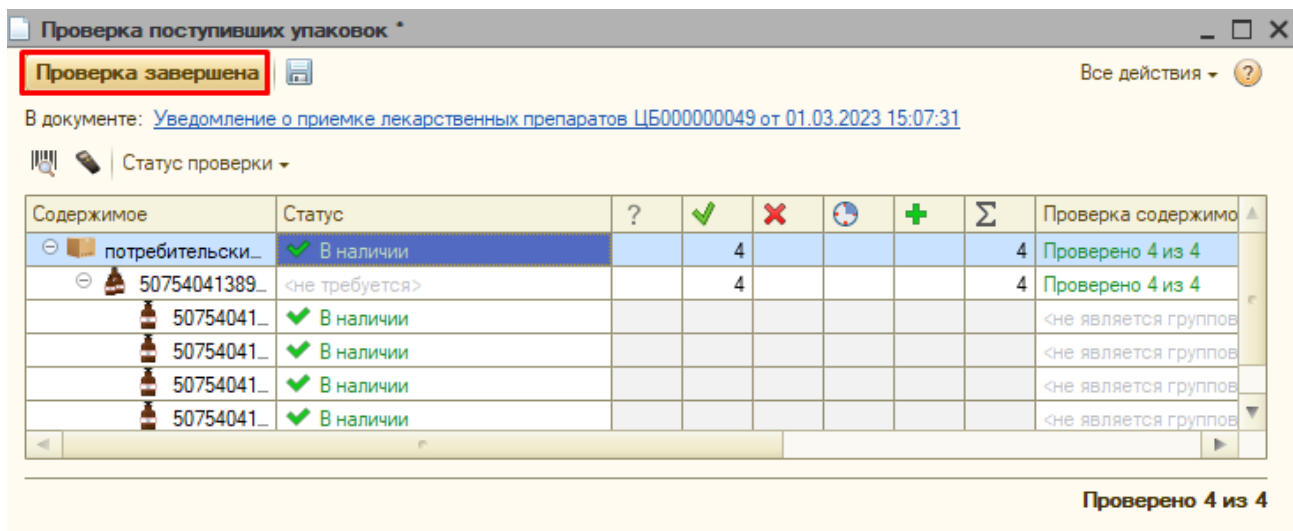 Проверка поступивших упаковок *
Проверка завершена Все действия ?
В документе: Уведомление о приемке лекарственных препаратов ЦБ000000049 от 01.03.2023 15:07:31
Статус проверки
Содержимое Статус ? Σ Проверка содержимо
потребительски... В наличии 4 4 Проверено 4 из 4
50754041389... <не требуется> 4 4 Проверено 4 из 4
50754041... В наличии <не является группов
50754041... В наличии <не является группов
50754041... В наличии <не является группов
50754041... В наличии <не является группов
Проверено 4 из 4